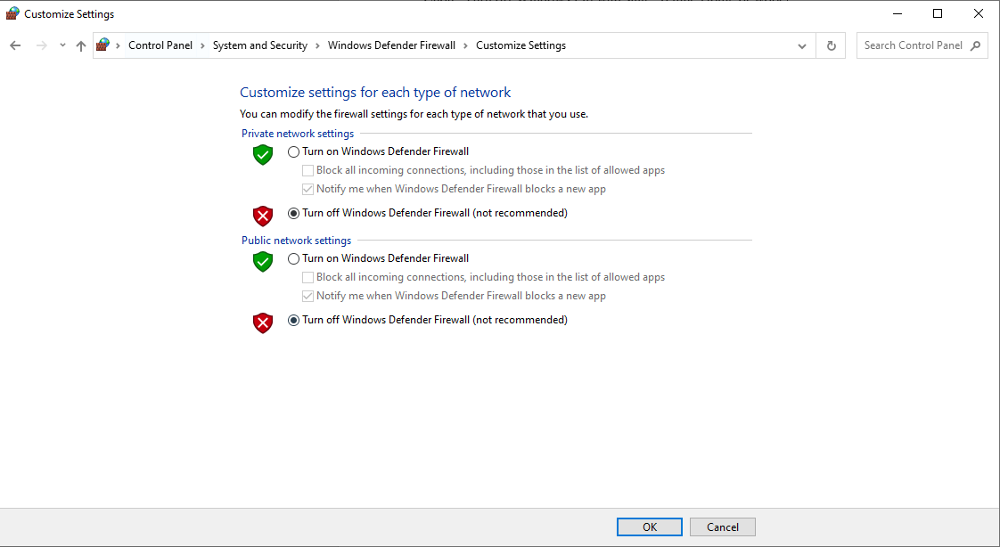 Customize Settings
Control Panel > System and Security > Windows Defender Firewall > Customize Settings
Search Control Panel
Customize settings for each type of network
You can modify the firewall settings for each type of network that you use.
Private network settings
Turn on Windows Defender Firewall
Block all incoming connections, including those in the list of allowed apps
Notify me when Windows Defender Firewall blocks a new app
Turn off Windows Defender Firewall (not recommended)
Public network settings
Turn on Windows Defender Firewall
Block all incoming connections, including those in the list of allowed apps
Notify me when Windows Defender Firewall blocks a new app
Turn off Windows Defender Firewall (not recommended)
OK
Cancel